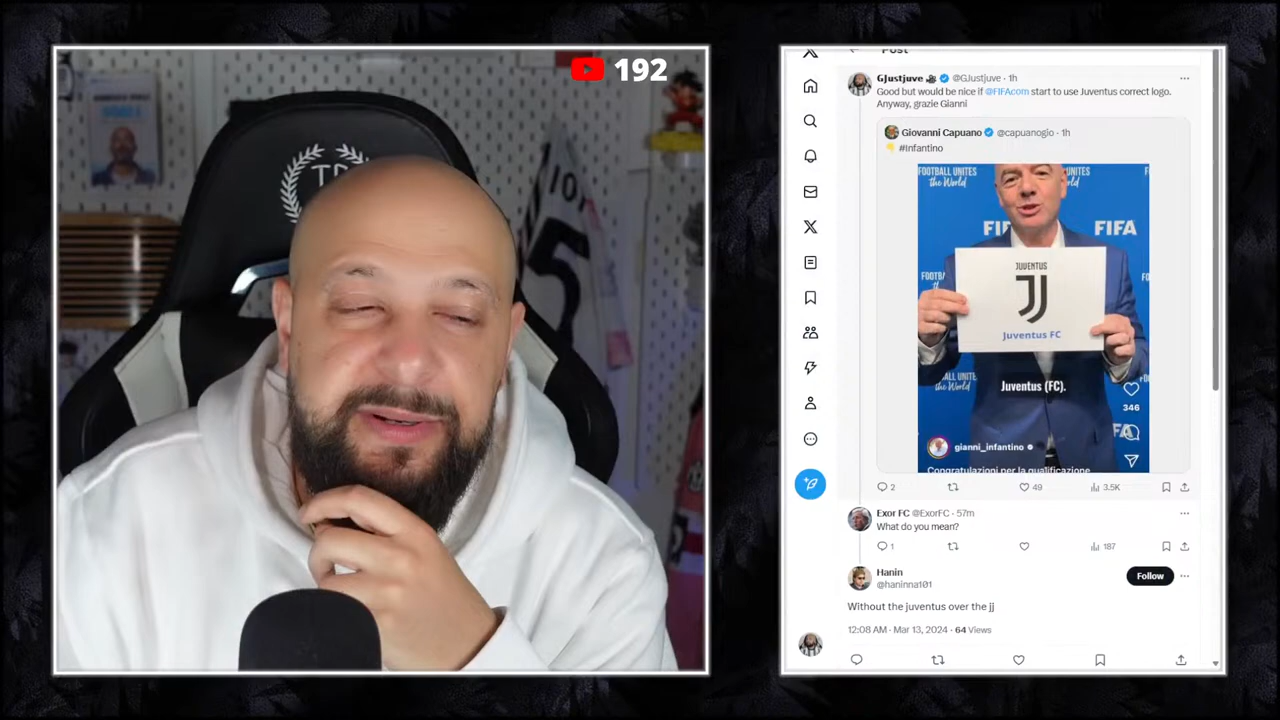 192
Post
GJustjuve @GJustjuve · 1h
Good but would be nice if @FIFAcom start to use Juventus correct logo.
Anyway, grazie Gianni
Giovanni Capuano @capuanogio · 1h
#Infantino
FOOTBALL UNITES
the World
FIFA
JUVENTUS
Juventus FC
Juventus (FC).
346
gianni_infantino
Congratulazioni per la qualificazione
2
49
3.5K
Exor FC @ExorFC · 57m
What do you mean?
1
187
Hanin
@haninna101
Follow
Without the juventus over the jj
12:08 AM · Mar 13, 2024 · 64 Views